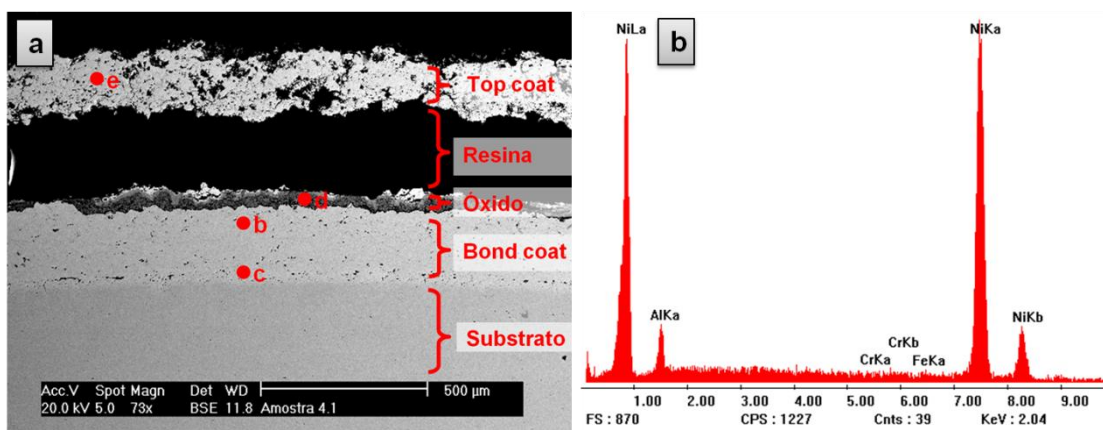 a
e
Top coat
Resina
d
Óxido
b
Bond coat
c
Substrato
Acc.V Spot Magn Det WD 500 µm
20.0 kV 5.0 73x BSE 11.8 Amostra 4.1
b
NiLa
NiKa
AlKa
NiKb
CrKb
CrKa
FeKa
1.00 2.00 3.00 4.00 5.00 6.00 7.00 8.00 9.00
FS : 870 CPS : 1227 Cnts : 39 KeV : 2.04